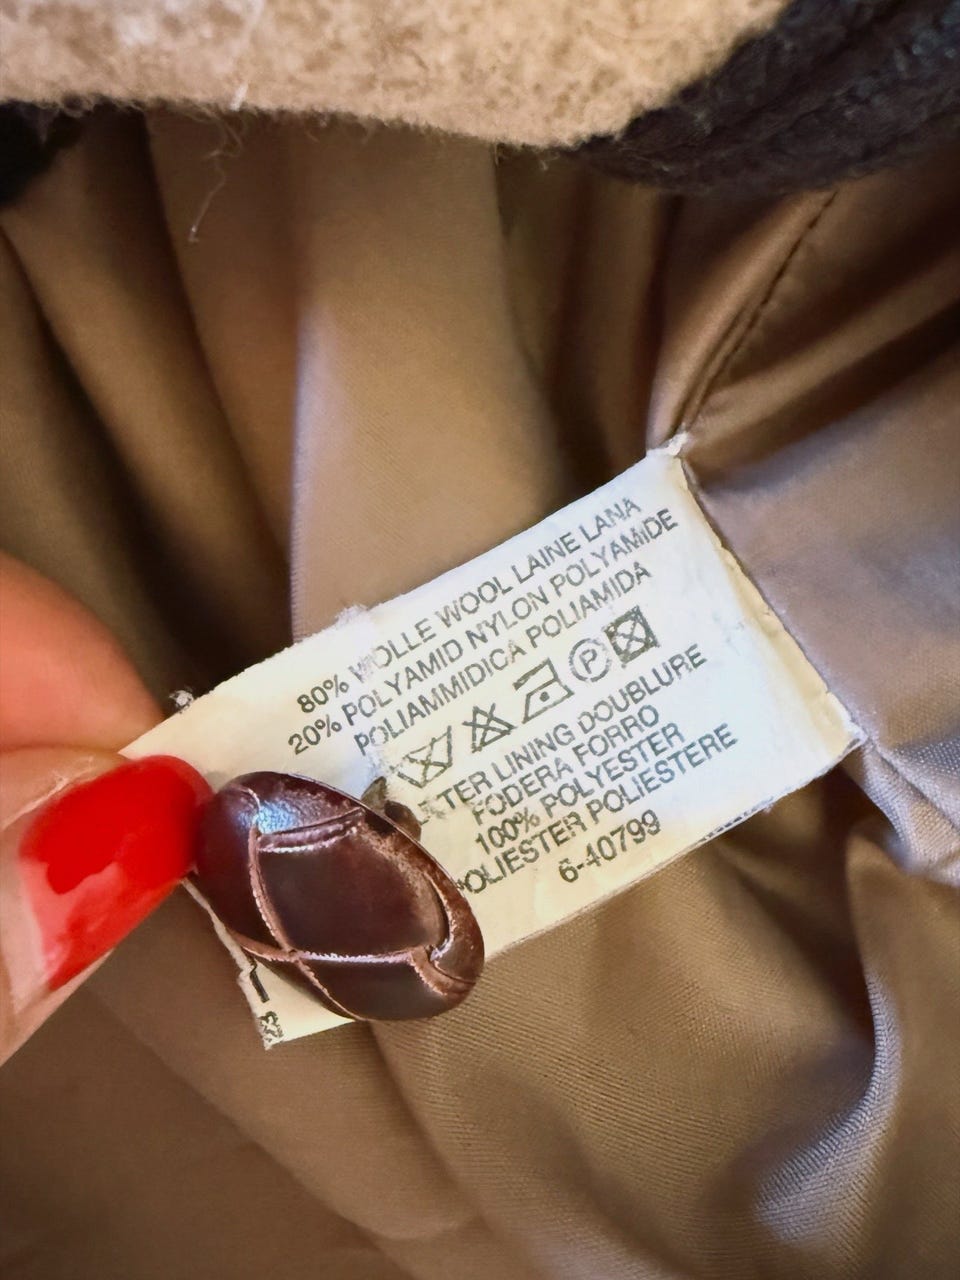 80% WOLLE WOOL LAINE LANA
20% POLYAMID NYLON POLYAMIDE
POLIAMMIDICA POLIAMIDA
P
LINING DOUBLURE
FODERA FORRO
100% POLYESTER
POLIESTERE
6-40799